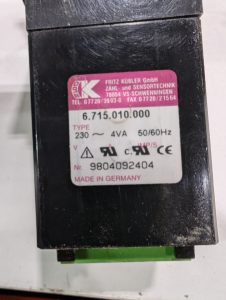 K
FRITZ KÜBLER GmbH
ZÄHL- und SENSORTECHNIK
78054 VS-SCHWENNINGEN
TEL. 07720/3903-0 FAX 07720/21564
6.715.010.000
TYPE
230 ~ 4VA 50/60Hz
V IMP/S
Nr 9804092404
MADE IN GERMANY